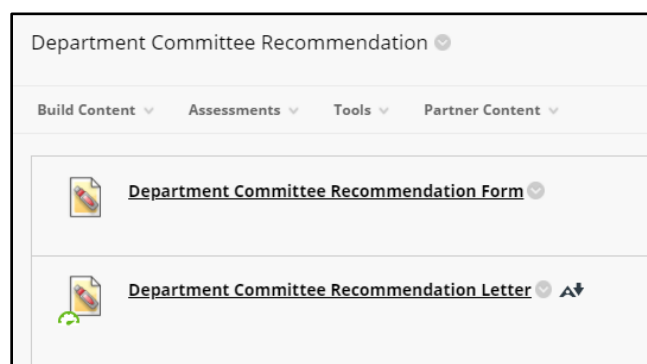 Department Committee Recommendation
Build Content Assessments Tools Partner Content
Department Committee Recommendation Form
Department Committee Recommendation Letter